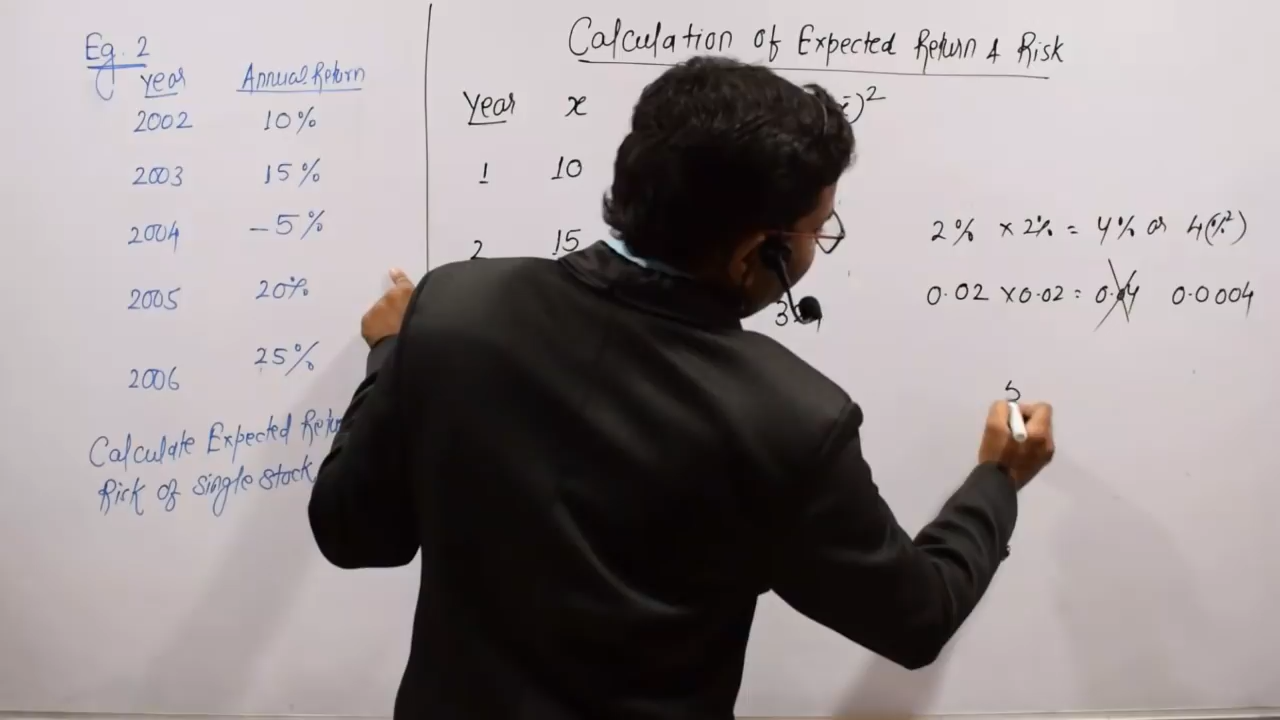 Eg. 2
Year Annual Return
2002 10%
2003 15%
2004 -5%
2005 20%
2006 25%
Calculate Expected Retur
Risk of single stock
Calculation of Expected Return & Risk
Year x )²
1 10
2 15
2% x 2% = 4% or 4(%²)
0.02 x 0.02 = 0.04 0.0004